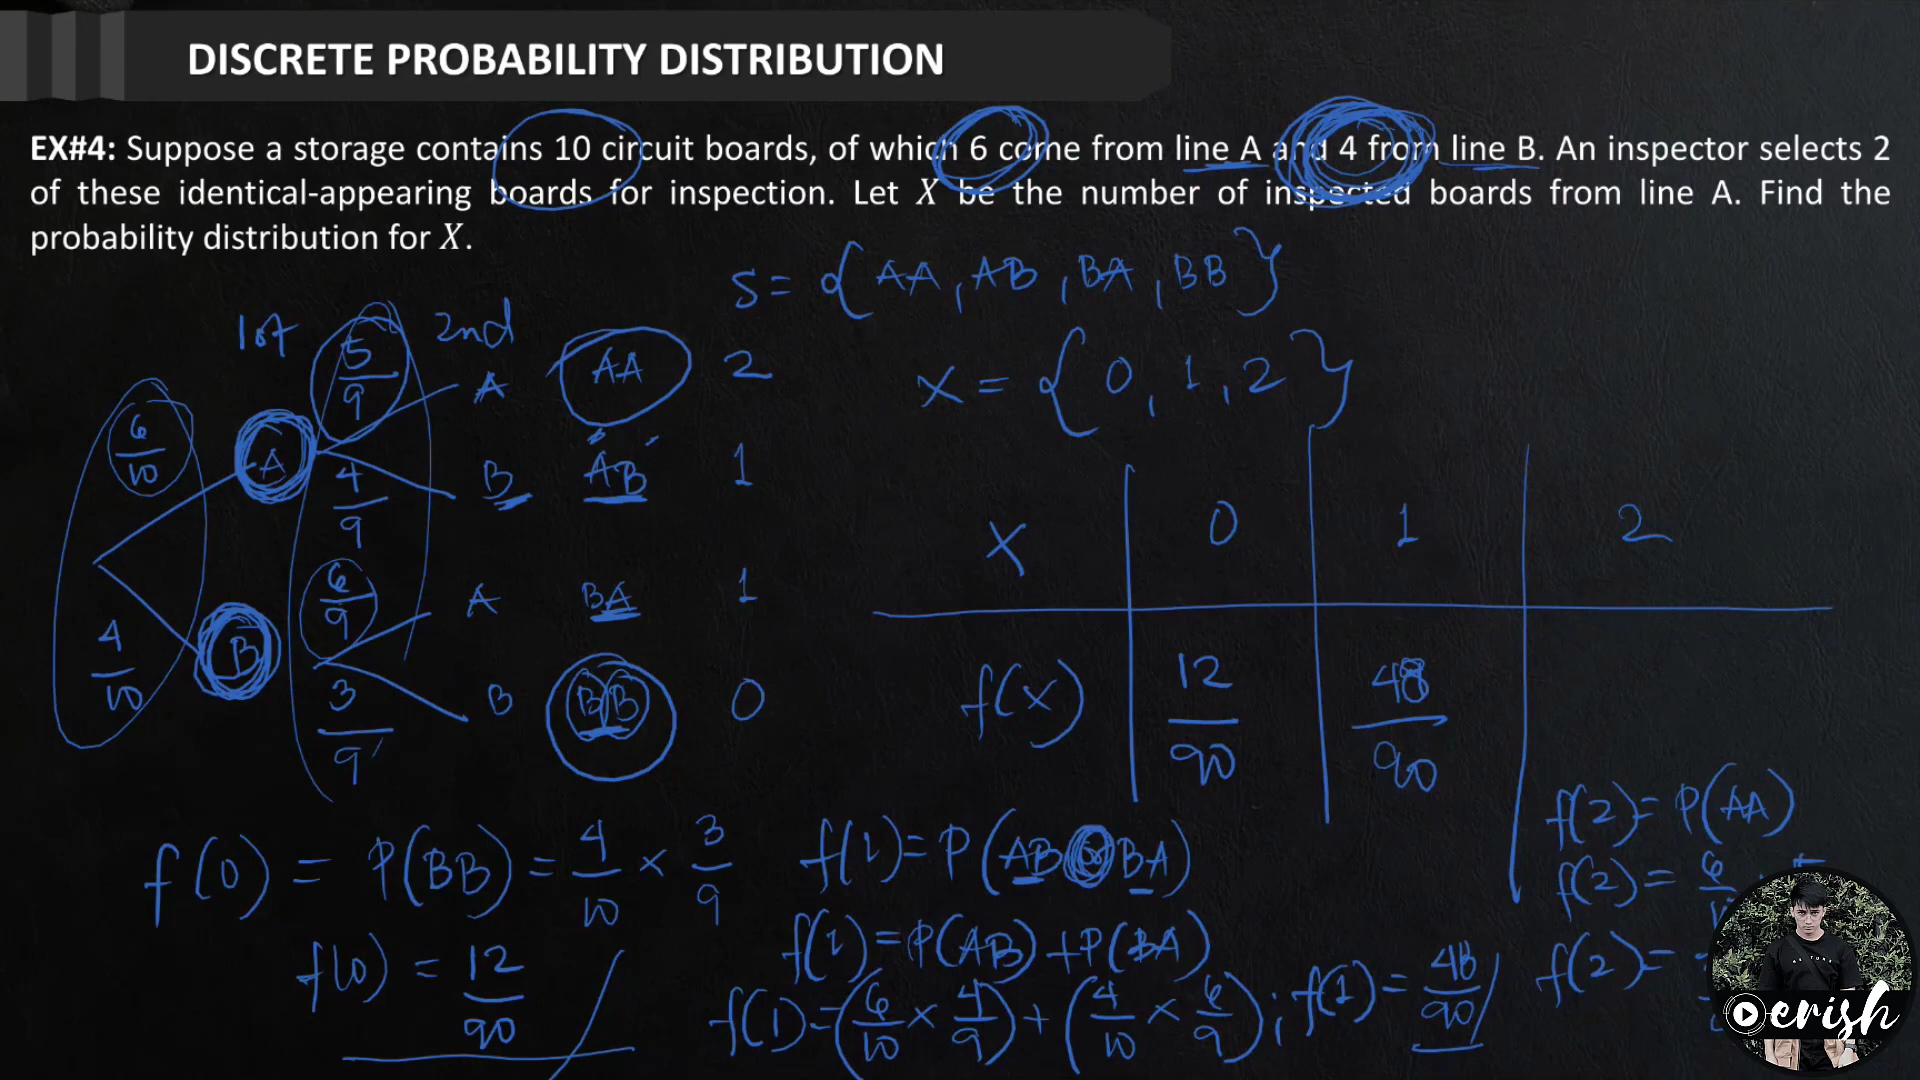 DISCRETE PROBABILITY DISTRIBUTION
EX#4: Suppose a storage contains 10 circuit boards, of which 6 come from line A and 4 from line B. An inspector selects 2
of these identical-appearing boards for inspection. Let X be the number of inspected boards from line A. Find the
probability distribution for X.
S = {AA, AB, BA, BB}
X = {0, 1, 2}
1st 2nd
6/10 A 5/9 A AA 2
4/9 B AB 1
4/10 B 6/9 A BA 1
3/9 B BB 0
X 0 1 2
f(x) 12/90 48/90
f(0) = P(BB) = 4/10 × 3/9
f(0) = 12/90
f(1) = P(AB or BA)
f(1) = P(AB) + P(BA)
f(1) = (6/10 × 4/9) + (4/10 × 6/9) ; f(1) = 48/90
f(2) = P(AA)
f(2) = 6/
f(2) =
erish